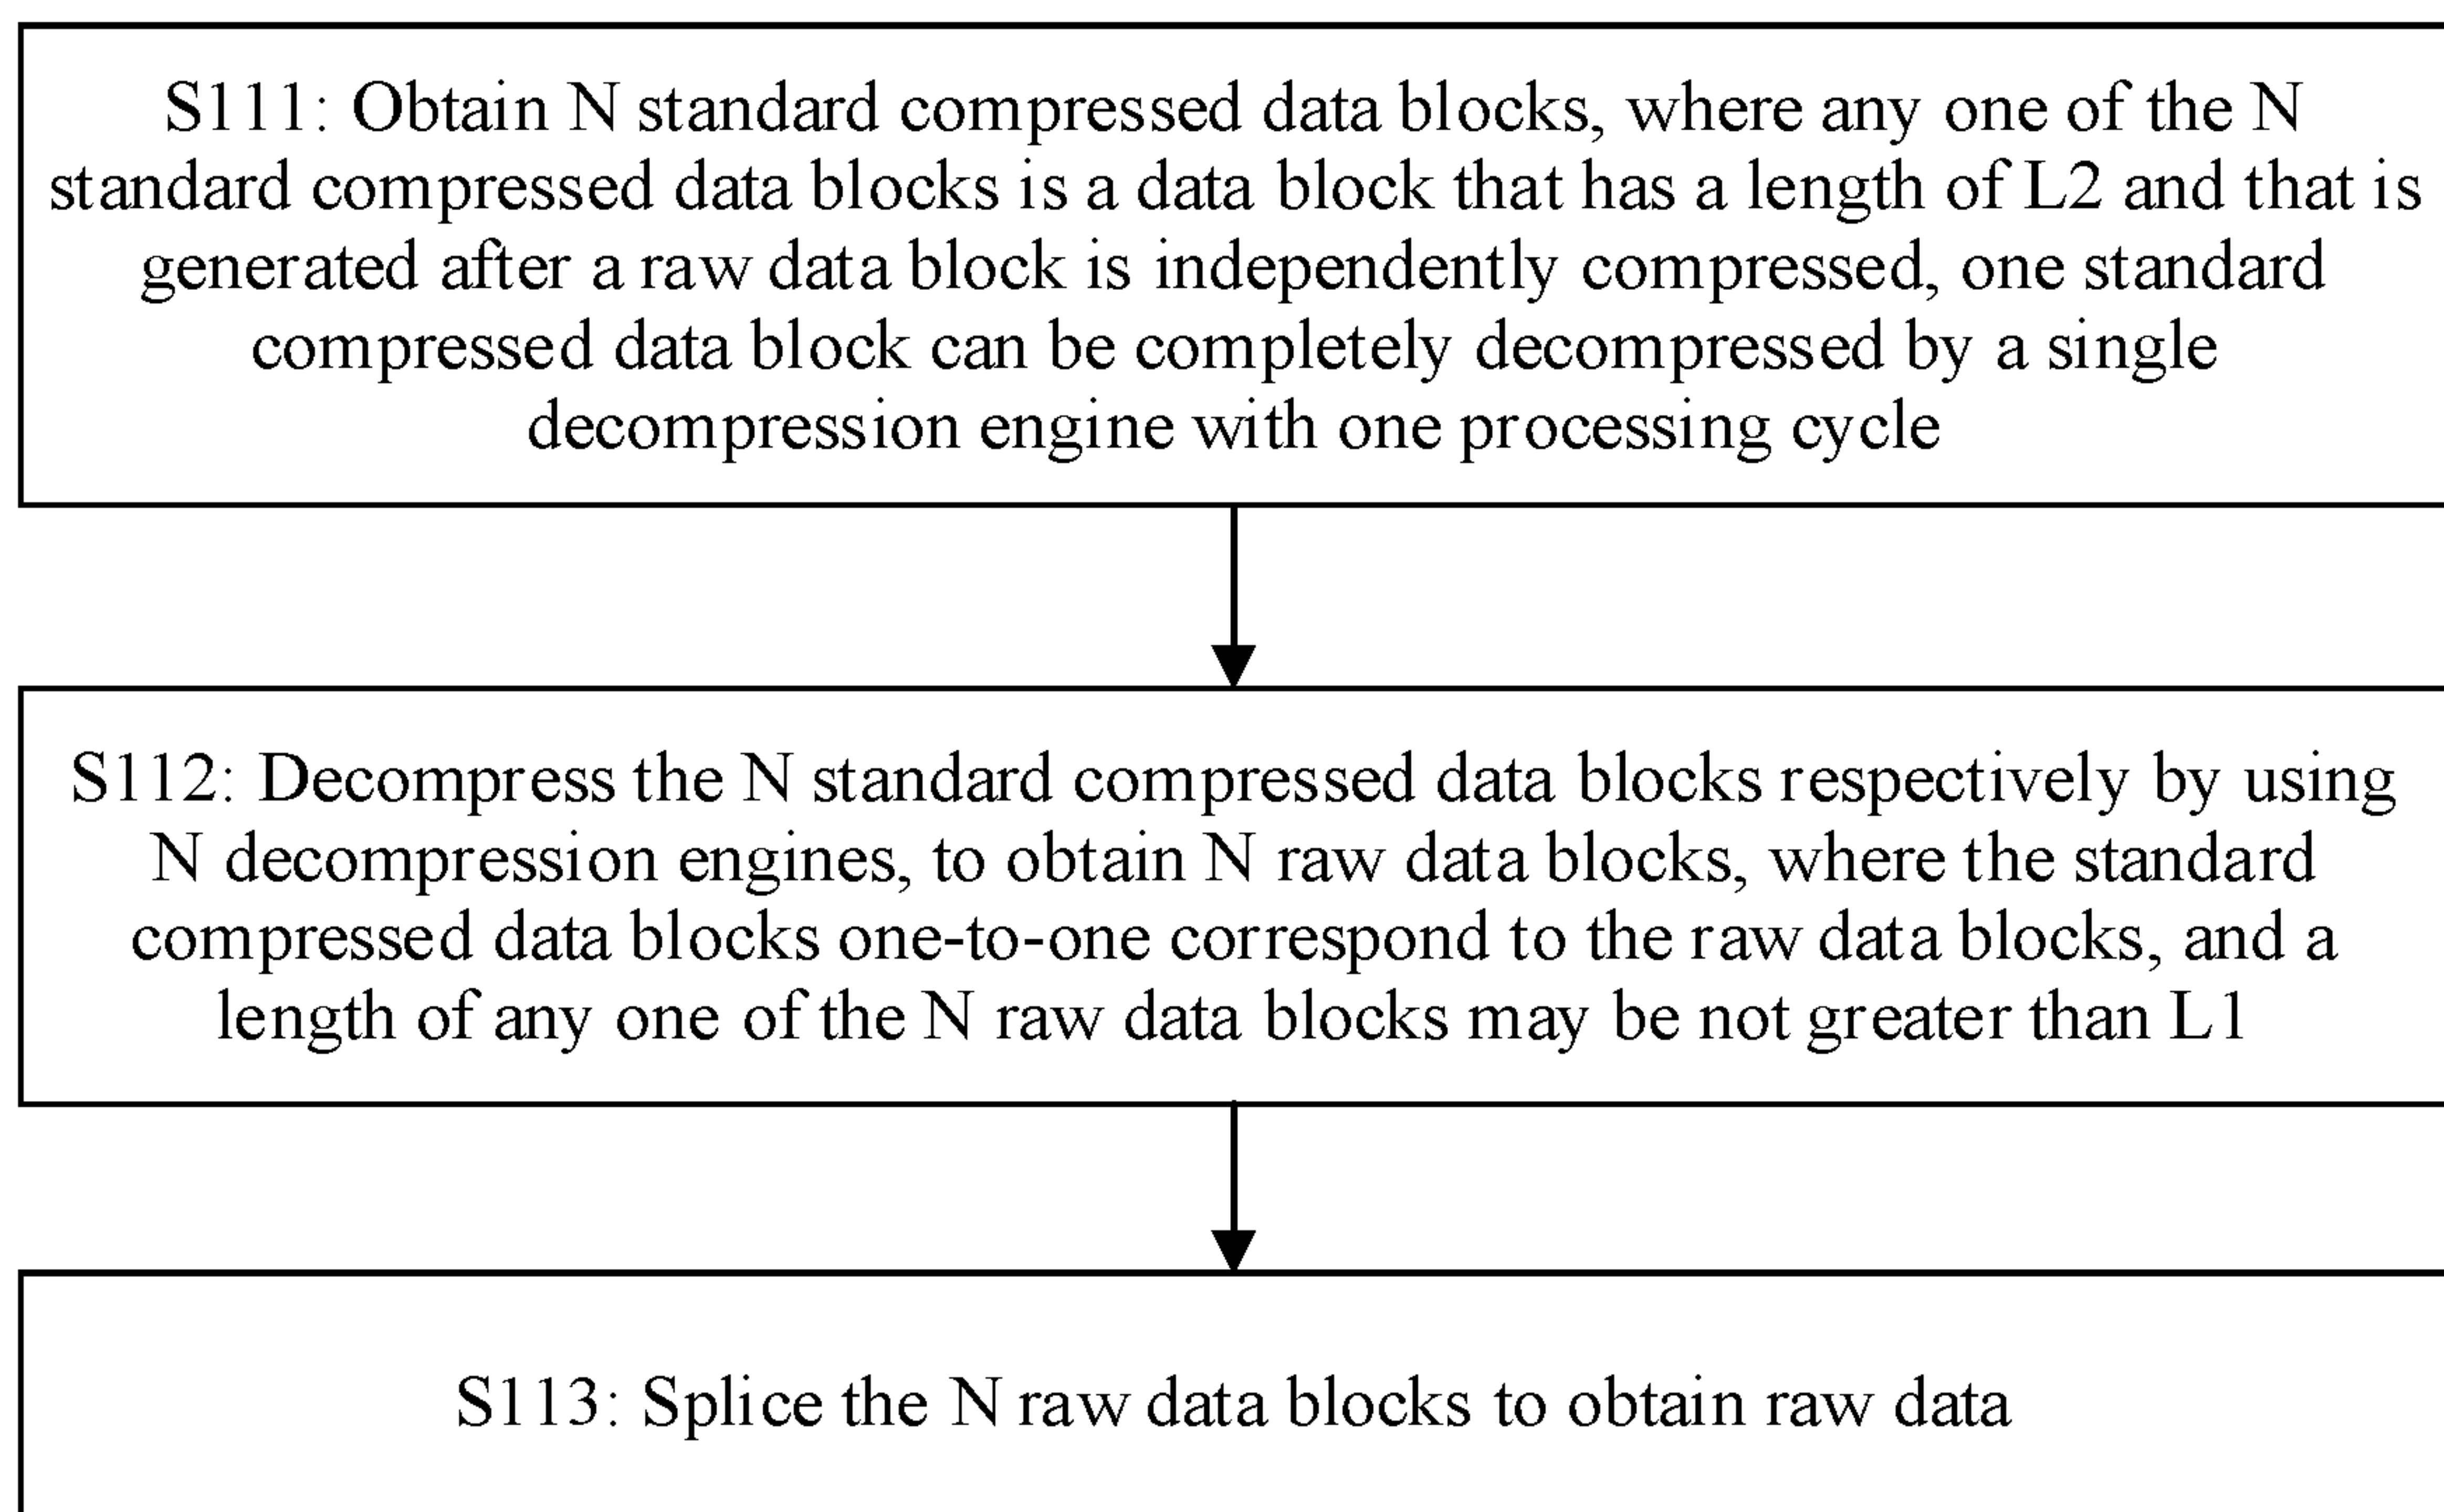 S111: Obtain N standard compressed data blocks, where any one of the N
standard compressed data blocks is a data block that has a length of L2 and that is
generated after a raw data block is independently compressed, one standard
compressed data block can be completely decompressed by a single
decompression engine with one processing cycle
S112: Decompress the N standard compressed data blocks respectively by using
N decompression engines, to obtain N raw data blocks, where the standard
compressed data blocks one-to-one correspond to the raw data blocks, and a
length of any one of the N raw data blocks may be not greater than L1
S113: Splice the N raw data blocks to obtain raw data